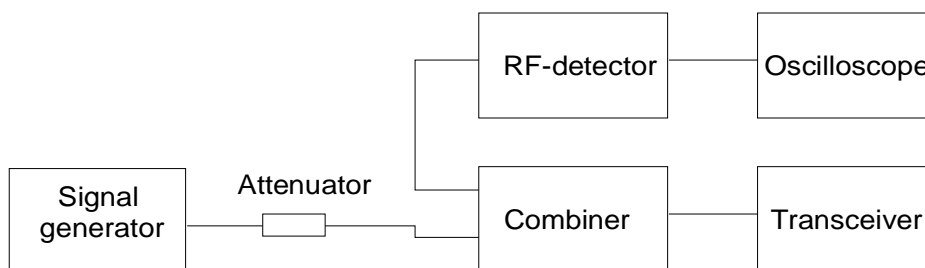 RF-detector
Oscilloscope
Signal
generator
Attenuator
Combiner
Transceiver